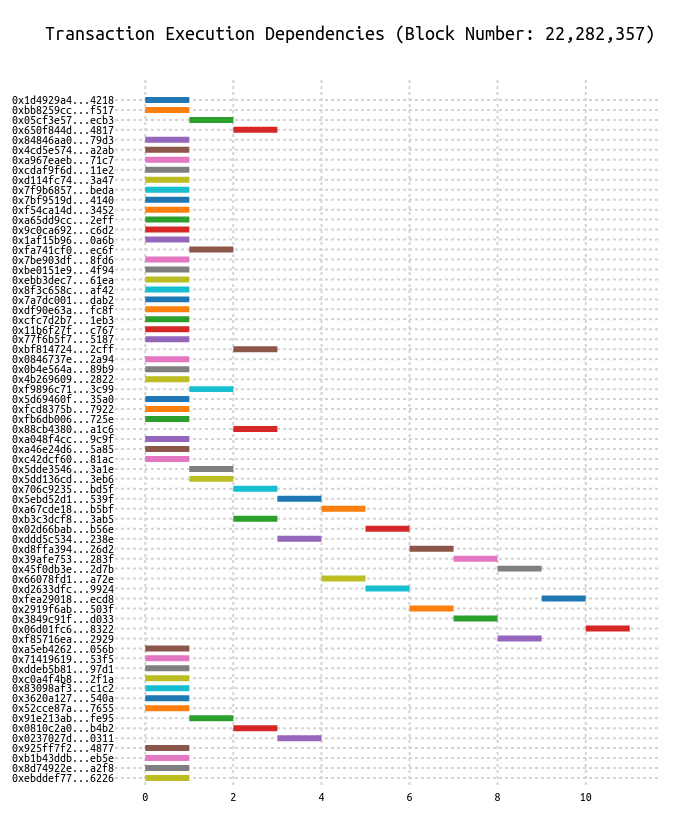 Transaction Execution Dependencies (Block Number: 22,282,357)
0x1d4929a4...4218
0xbb8259cc...f517
0x05cf3e57...ecb3
0x650f844d...4817
0x84846aa0...79d3
0x4cd5e574...a2ab
0xa967eaeb...71c7
0xcdaf9f6d...11e2
0xd114fc74...3a47
0x7f9b6857...beda
0x7bf9519d...4140
0xf54ca14d...3452
0xa65dd9cc...2eff
0x9c0ca692...c6d2
0x1af15b96...0a6b
0xfa741cf0...ec6f
0x7be903df...8fd6
0xbe0151e9...4f94
0xebb3dec7...61ea
0x8f3c658c...af42
0x7a7dc001...dab2
0xdf90e63a...fc8f
0xcfc7d2b7...1eb3
0x11b6f27f...c767
0x77f6b5f7...5187
0xbf814724...2cff
0x0846737e...2a94
0x0b4e564a...89b9
0x4b269609...2822
0xf9896c71...3c99
0x5d69460f...35a0
0xfcd8375b...7922
0xfb6db006...725e
0x88cb4380...a1c6
0xa048f4cc...9c9f
0xa46e24d6...5a85
0xc42dcf60...81ac
0x5dde3546...3a1e
0x5dd136cd...3eb6
0x706c9235...bd5f
0x5ebd52d1...539f
0xa67cde18...b5bf
0xb3c3dcf8...3ab5
0x02d66bab...b56e
0xddd5c534...238e
0xd8ffa394...26d2
0x39afe753...283f
0x45f0db3e...2d7b
0x66078fd1...a72e
0xd2633dfc...9924
0xfea29018...ecd8
0x2919f6ab...503f
0x3849c91f...d033
0x06d01fc6...8322
0xf85716ea...2929
0xa5eb4262...056b
0x71419619...53f5
0xddeb5b81...97d1
0xc0a4f4b8...2f1a
0x83098af3...c1c2
0x3620a127...540a
0x52cce87a...7655
0x91e213ab...fe95
0x0810c2a0...b4b2
0x0237027d...0311
0x925ff7f2...4877
0xb1b43ddb...eb5e
0x8d74922e...a2f8
0xebddef77...6226
0 2 4 6 8 10